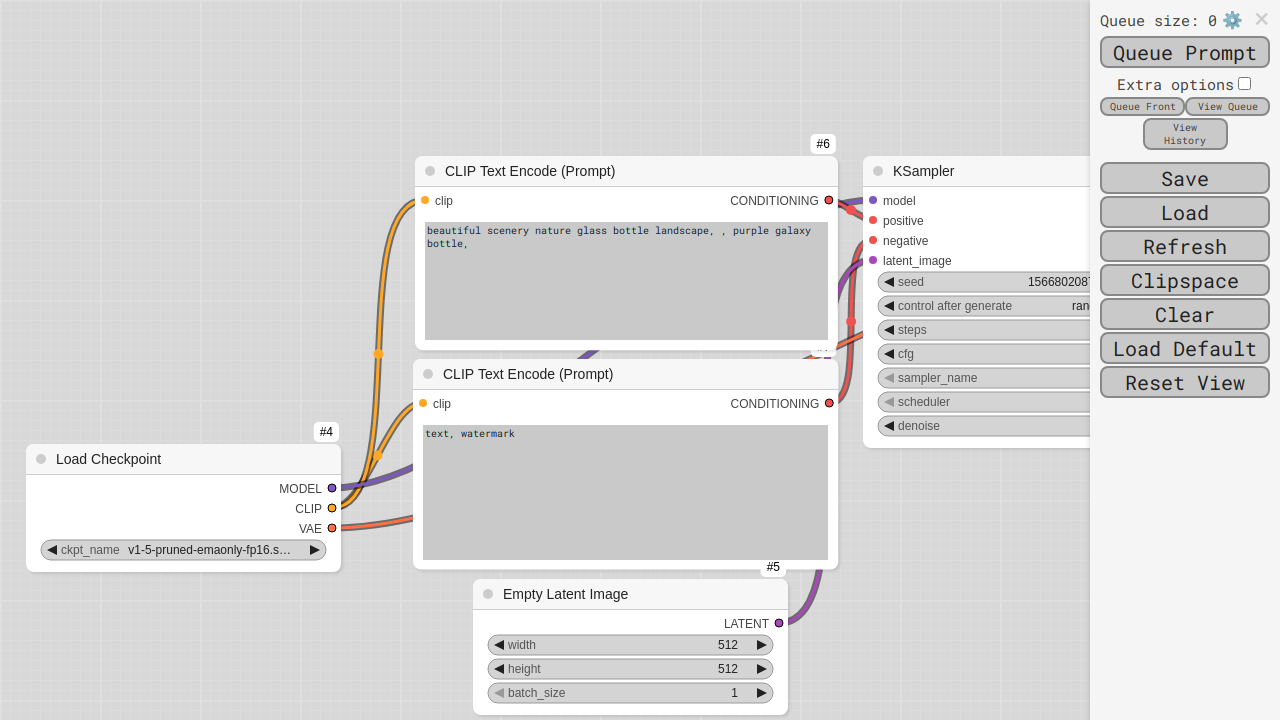 Queue size: 0
Queue Prompt
Extra options
Queue Front
View Queue
View
History
Save
Load
Refresh
Clipspace
Clear
Load Default
Reset View
#6
CLIP Text Encode (Prompt)
clip
CONDITIONING
beautiful scenery nature glass bottle landscape, , purple galaxy
bottle,
CLIP Text Encode (Prompt)
clip
CONDITIONING
text, watermark
KSampler
model
positive
negative
latent_image
seed
control after generate
steps
cfg
sampler_name
scheduler
denoise
#4
Load Checkpoint
MODEL
CLIP
VAE
ckpt_name v1-5-pruned-emaonly-fp16.s…
#5
Empty Latent Image
LATENT
width 512
height 512
batch_size 1